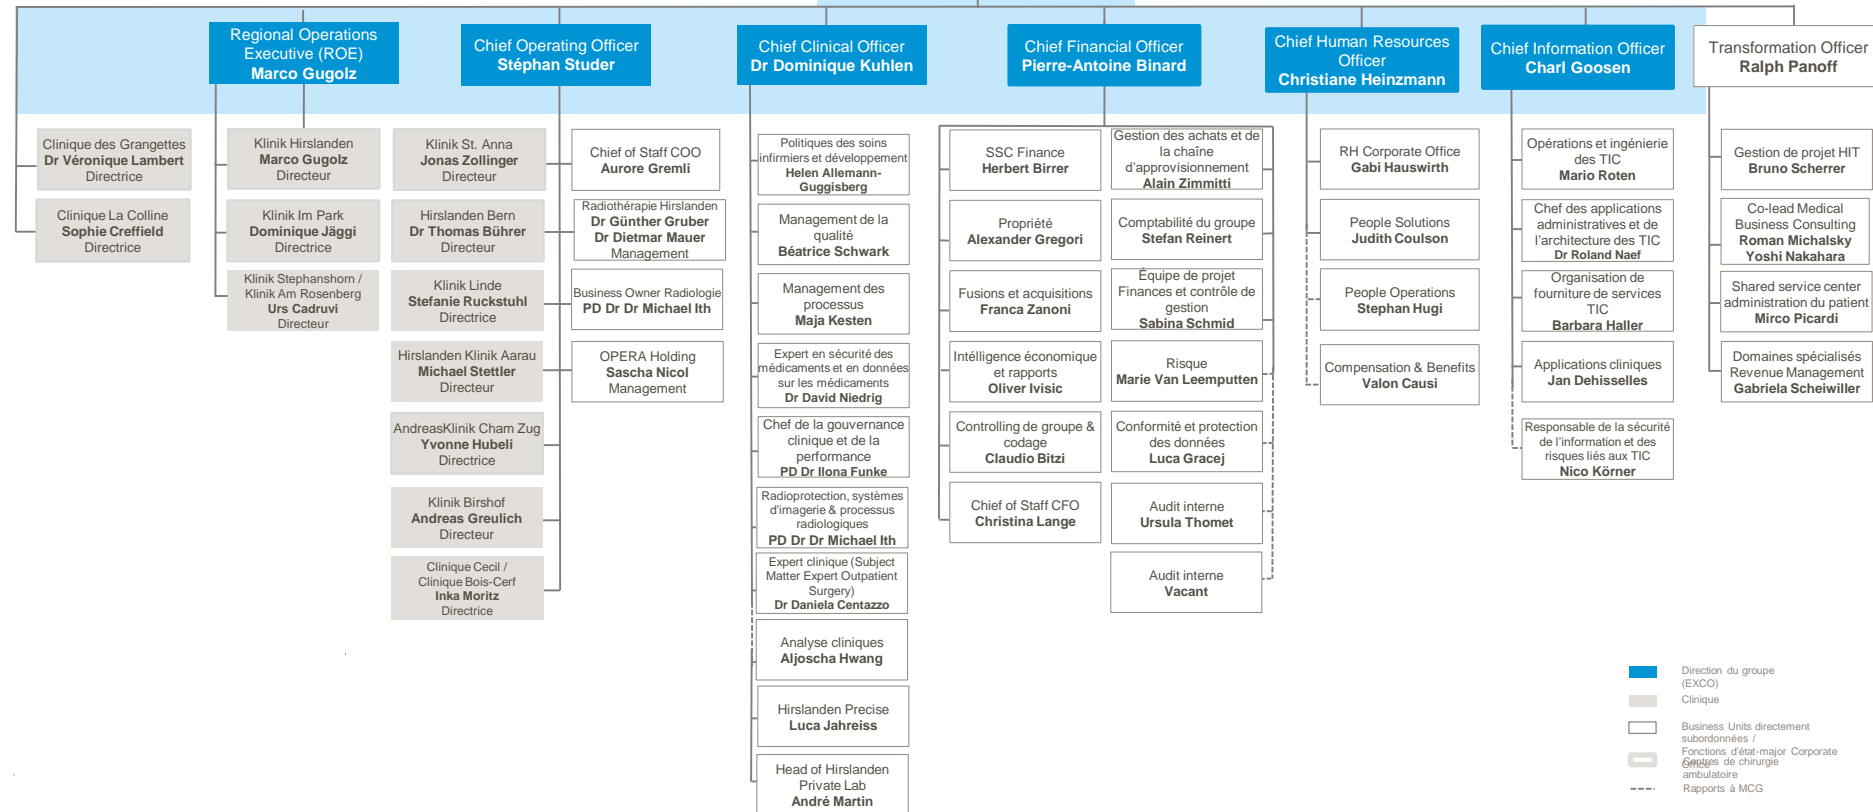 Regional Operations
Executive (ROE)
Marco Gugolz
Chief Operating Officer
Stéphan Studer
Chief Clinical Officer
Dr Dominique Kuhlen
Chief Financial Officer
Pierre-Antoine Binard
Chief Human Resources
Officer
Christiane Heinzmann
Chief Information Officer
Charl Goosen
Transformation Officer
Ralph Panoff
Clinique des Grangettes
Dr Véronique Lambert
Directrice
Clinique La Colline
Sophie Creffield
Directrice
Klinik Hirslanden
Marco Gugolz
Directeur
Klinik Im Park
Dominique Jäggi
Directrice
Klinik Stephanshorn /
Klinik Am Rosenberg
Urs Cadruvi
Directeur
Klinik St. Anna
Jonas Zollinger
Directeur
Hirslanden Bern
Dr Thomas Bührer
Directeur
Klinik Linde
Stefanie Ruckstuhl
Directrice
Hirslanden Klinik Aarau
Michael Stettler
Directeur
AndreasKlinik Cham Zug
Yvonne Hubeli
Directrice
Klinik Birshof
Andreas Greulich
Directeur
Clinique Cecil /
Clinique Bois-Cerf
Inka Moritz
Directrice
Chief of Staff COO
Aurore Gremli
Radiothérapie Hirslanden
Dr Günther Gruber
Dr Dietmar Mauer
Management
Business Owner Radiologie
PD Dr Dr Michael Ith
OPERA Holding
Sascha Nicol
Management
Politiques des soins
infirmiers et développement
Helen Allemann-
Guggisberg
Management de la
qualité
Béatrice Schwark
Management des
processus
Maja Kesten
Expert en sécurité des
médicaments et en données
sur les médicaments
Dr David Niedrig
Chef de la gouvernance
clinique et de la
performance
PD Dr Ilona Funke
Radioprotection, systèmes
d'imagerie & processus
radiologiques
PD Dr Dr Michael Ith
Expert clinique (Subject
Matter Expert Outpatient
Surgery)
Dr Daniela Centazzo
Analyse cliniques
Aljoscha Hwang
Hirslanden Precise
Luca Jahreiss
Head of Hirslanden
Private Lab
André Martin
SSC Finance
Herbert Birrer
Propriété
Alexander Gregori
Fusions et acquisitions
Franca Zanoni
Intélligence économique
et rapports
Oliver Ivisic
Controlling de groupe &
codage
Claudio Bitzi
Chief of Staff CFO
Christina Lange
Gestion des achats et de
la chaîne
d'approvisionnement
Alain Zimmitti
Comptabilité du groupe
Stefan Reinert
Équipe de projet
Finances et contrôle de
gestion
Sabina Schmid
Risque
Marie Van Leemputten
Conformité et protection
des données
Luca Gracej
Audit interne
Ursula Thomet
Audit interne
Vacant
RH Corporate Office
Gabi Hauswirth
People Solutions
Judith Coulson
People Operations
Stephan Hugi
Compensation & Benefits
Valon Causi
Opérations et ingénierie
des TIC
Mario Roten
Chef des applications
administratives et de
l'architecture des TIC
Dr Roland Naef
Organisation de
fourniture de services
TIC
Barbara Haller
Applications cliniques
Jan Dehisselles
Responsable de la sécurité
de l'information et des
risques liés aux TIC
Nico Körner
Gestion de projet HIT
Bruno Scherrer
Co-lead Medical
Business Consulting
Roman Michalsky
Yoshi Nakahara
Shared service center
administration du patient
Mirco Picardi
Domaines spécialisés
Revenue Management
Gabriela Scheiwiller
Direction du groupe
(EXCO)
Clinique
Business Units directement
subordonnées /
Fonctions d'état-major Corporate
Office
Centres de chirurgie
ambulatoire
Rapports à MCG